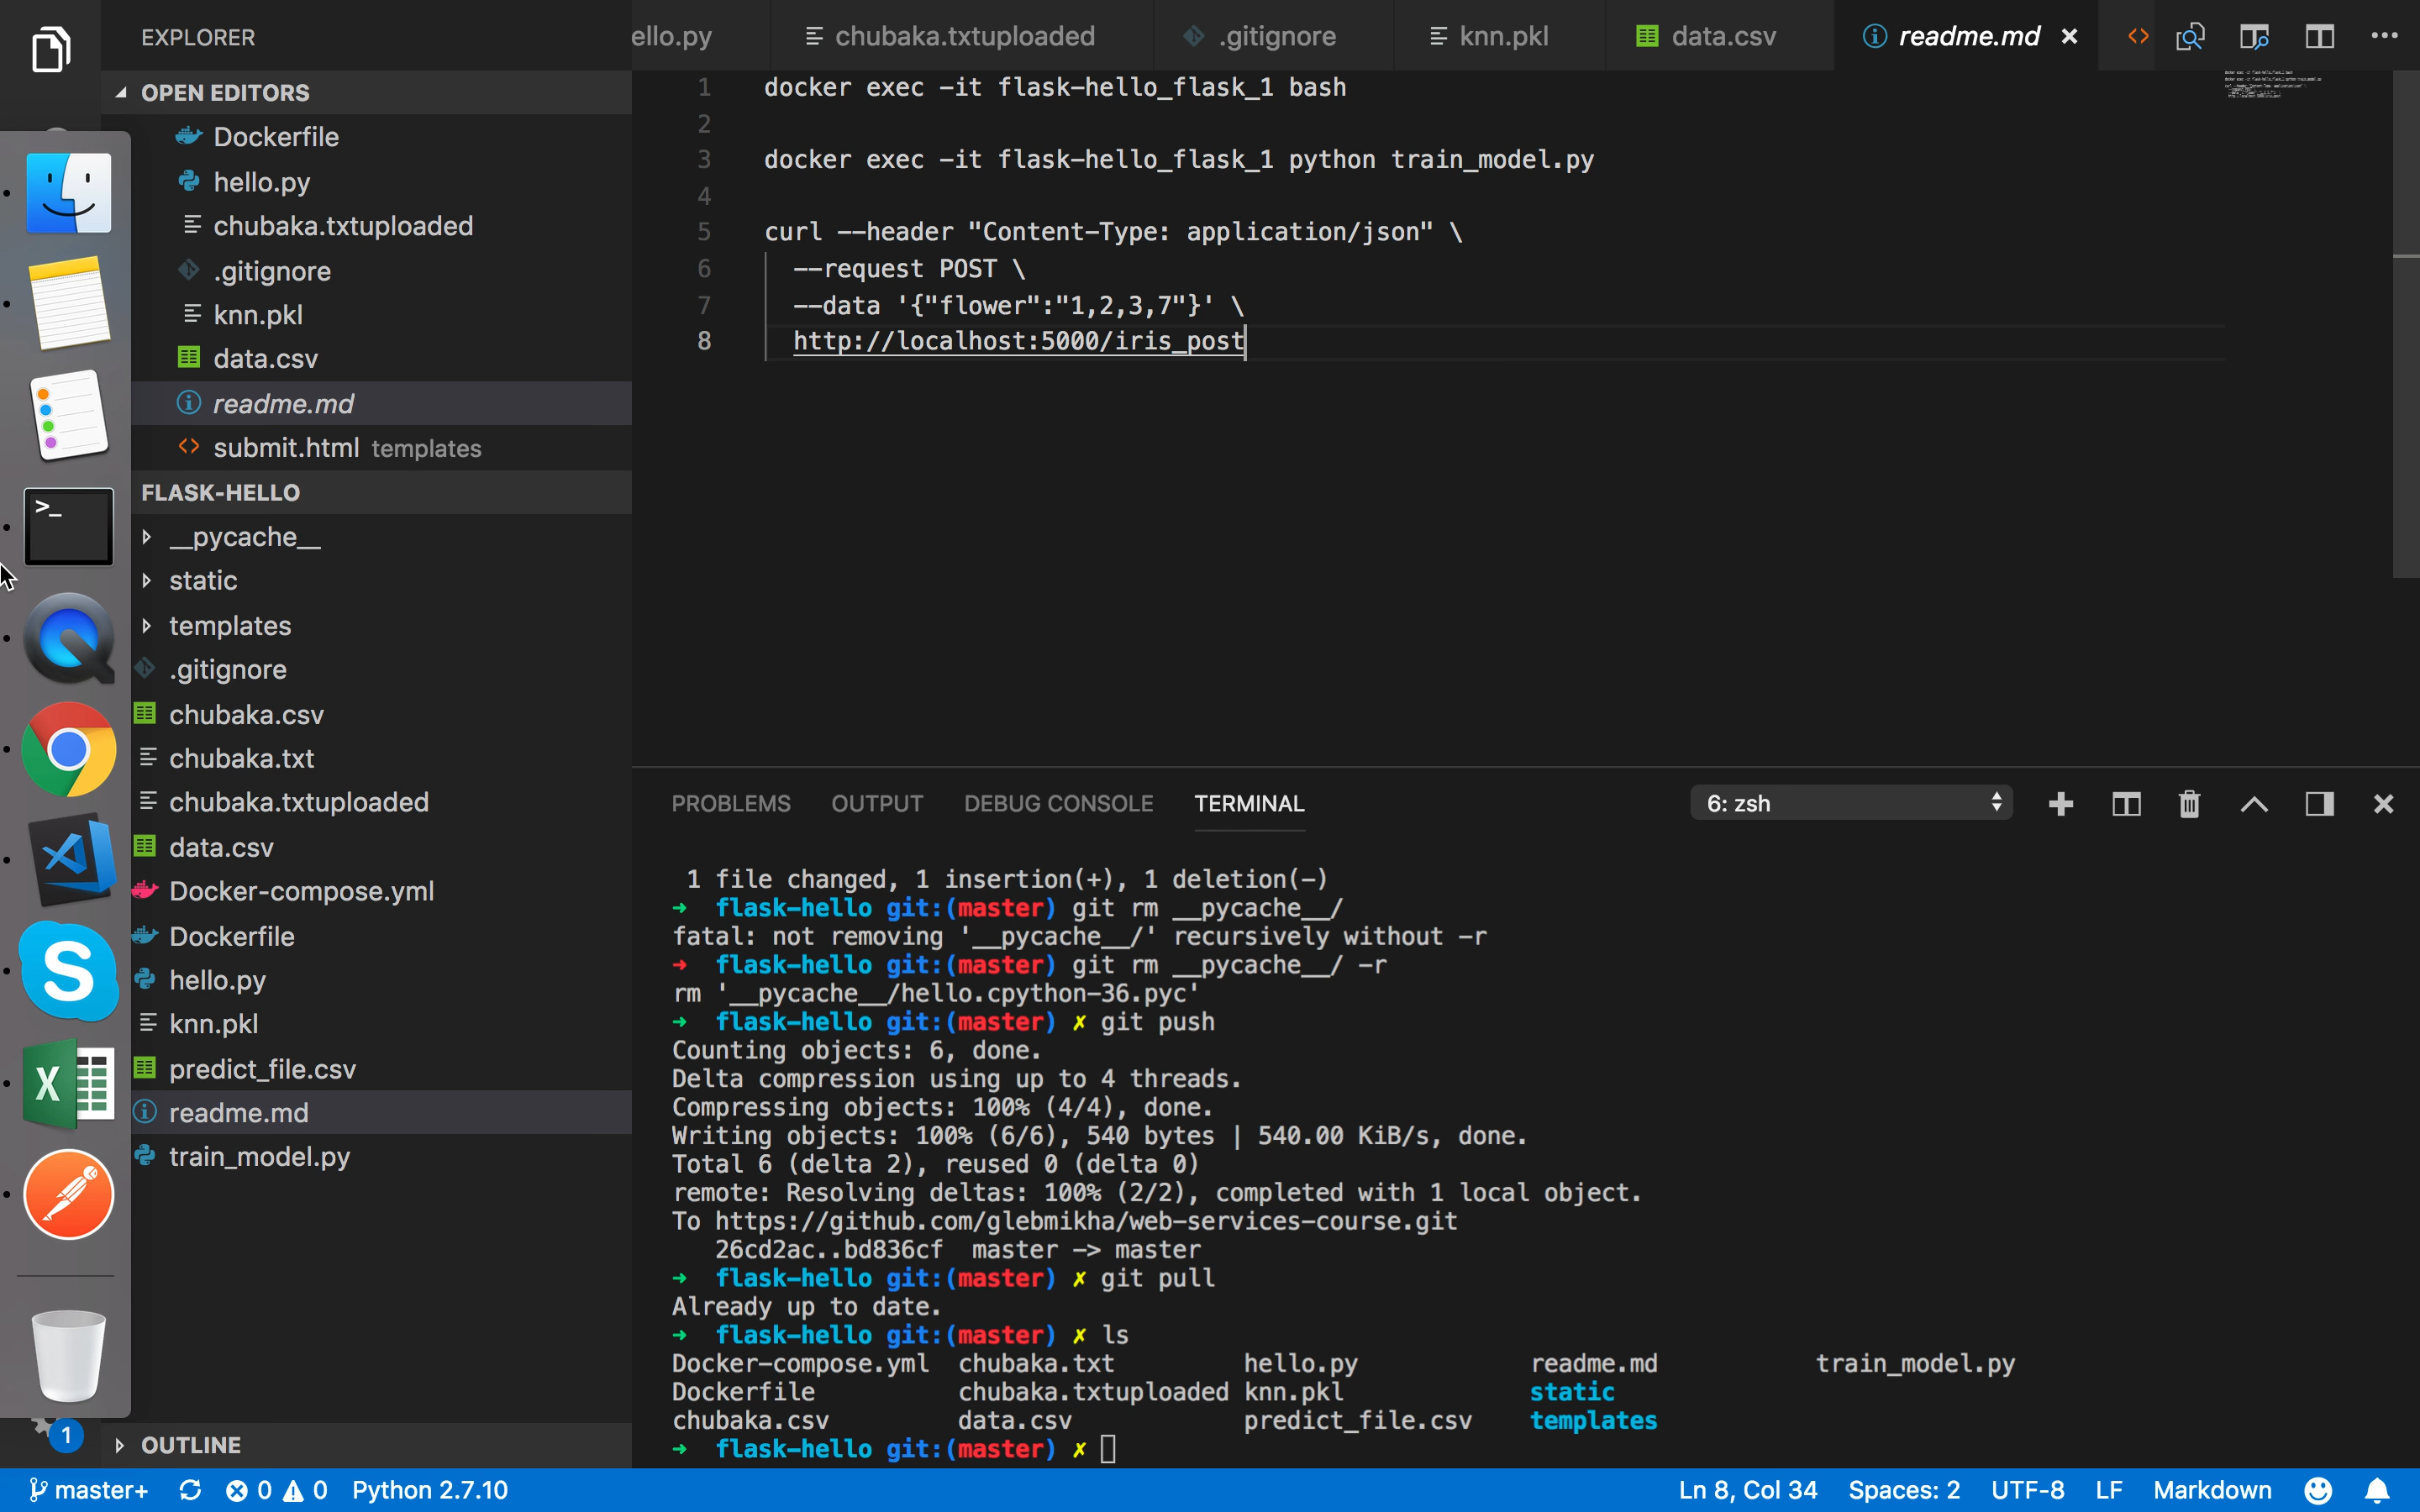 EXPLORER
OPEN EDITORS
Dockerfile
hello.py
chubaka.txtuploaded
.gitignore
knn.pkl
data.csv
readme.md
submit.html templates
FLASK-HELLO
__pycache__
static
templates
.gitignore
chubaka.csv
chubaka.txt
chubaka.txtuploaded
data.csv
Docker-compose.yml
Dockerfile
hello.py
knn.pkl
predict_file.csv
readme.md
train_model.py
OUTLINE
ello.py chubaka.txtuploaded .gitignore knn.pkl data.csv readme.md
1 docker exec -it flask-hello_flask_1 bash
2
3 docker exec -it flask-hello_flask_1 python train_model.py
4
5 curl --header "Content-Type: application/json" \
6 --request POST \
7 --data '{"flower":"1,2,3,7"}' \
8 http://localhost:5000/iris_post
PROBLEMS OUTPUT DEBUG CONSOLE TERMINAL 6: zsh
1 file changed, 1 insertion(+), 1 deletion(-)
➜ flask-hello git:(master) git rm __pycache__/
fatal: not removing '__pycache__/' recursively without -r
➜ flask-hello git:(master) git rm __pycache__/ -r
rm '__pycache__/hello.cpython-36.pyc'
➜ flask-hello git:(master) ✗ git push
Counting objects: 6, done.
Delta compression using up to 4 threads.
Compressing objects: 100% (4/4), done.
Writing objects: 100% (6/6), 540 bytes | 540.00 KiB/s, done.
Total 6 (delta 2), reused 0 (delta 0)
remote: Resolving deltas: 100% (2/2), completed with 1 local object.
To https://github.com/glebmikha/web-services-course.git
26cd2ac..bd836cf master -> master
➜ flask-hello git:(master) ✗ git pull
Already up to date.
➜ flask-hello git:(master) ✗ ls
Docker-compose.yml chubaka.txt hello.py readme.md train_model.py
Dockerfile chubaka.txtuploaded knn.pkl static
chubaka.csv data.csv predict_file.csv templates
➜ flask-hello git:(master) ✗
1
master+ 0 0 Python 2.7.10 Ln 8, Col 34 Spaces: 2 UTF-8 LF Markdown